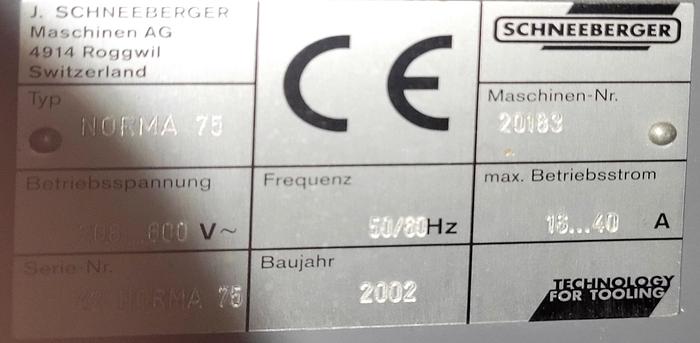 J. SCHNEEBERGER
Maschinen AG
4914 Roggwil
Switzerland
CE
SCHNEEBERGER
Typ
NORMA 75
Maschinen-Nr.
20183
Betriebsspannung
V~
Frequenz
50/60Hz
max. Betriebsstrom
A
Serie-Nr.
NORMA 75
Baujahr
2002
TECHNOLOGY
FOR TOOLING